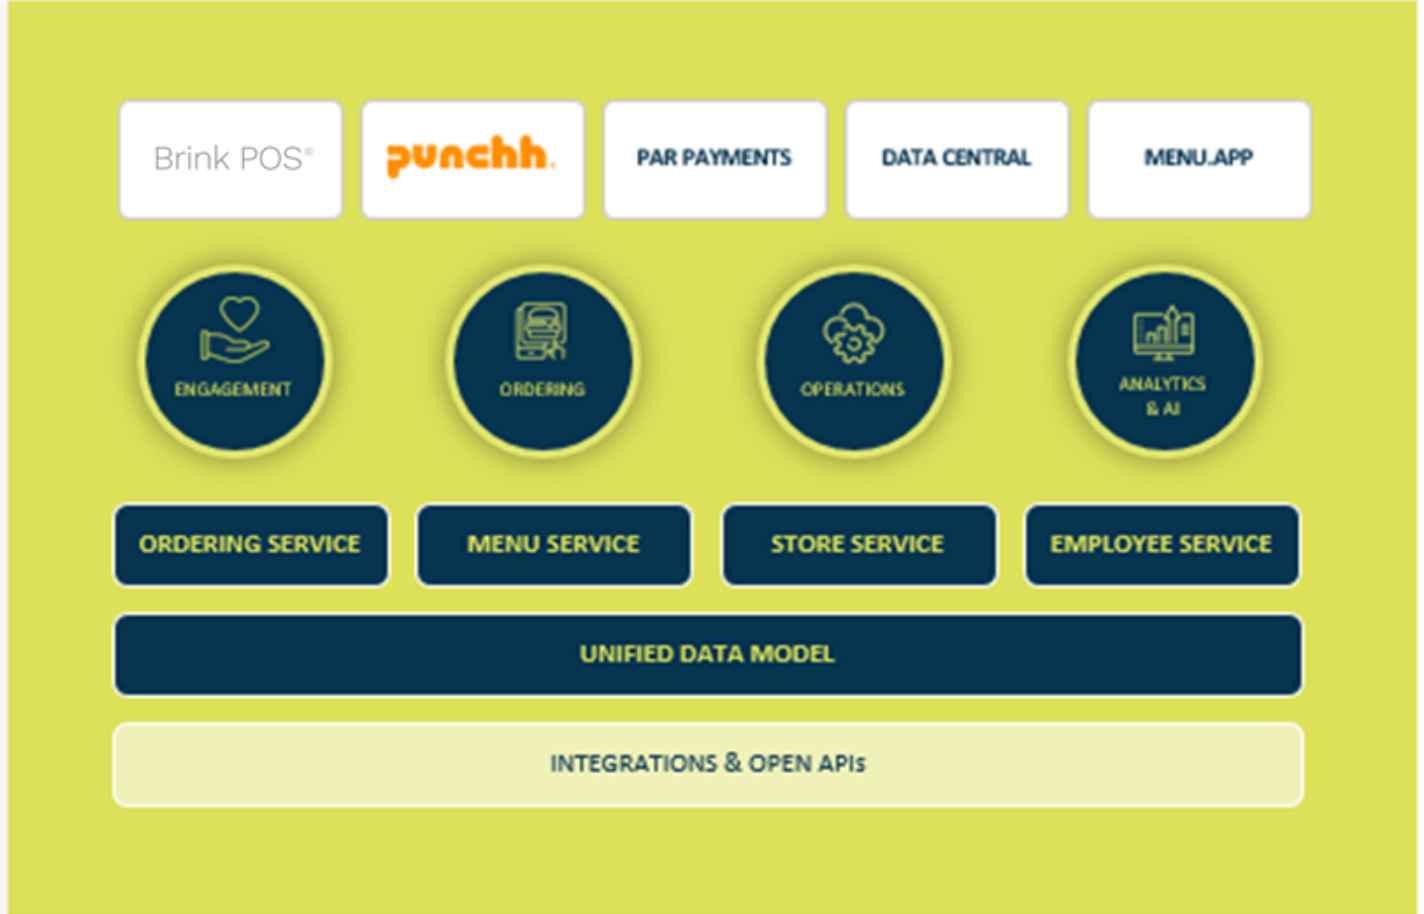 Brink POS®
punchh.
PAR PAYMENTS
DATA CENTRAL
MENU.APP
ENGAGEMENT
ORDERING
OPERATIONS
ANALYTICS
& AI
ORDERING SERVICE
MENU SERVICE
STORE SERVICE
EMPLOYEE SERVICE
UNIFIED DATA MODEL
INTEGRATIONS & OPEN APIs